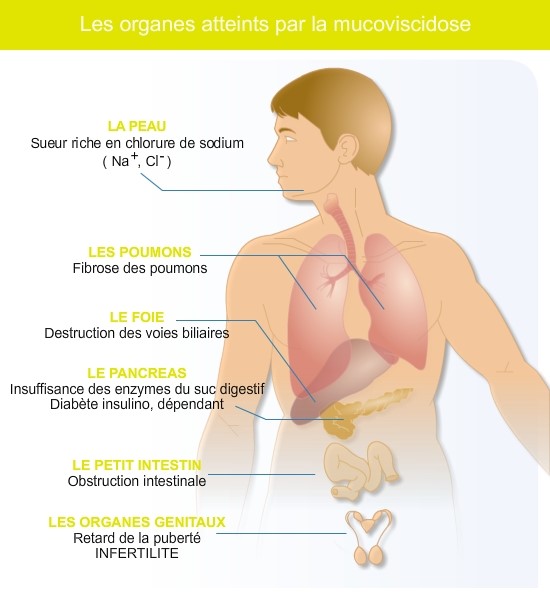 Les organes atteints par la mucoviscidose
LA PEAU
Sueur riche en chlorure de sodium
( Na+, Cl- )
LES POUMONS
Fibrose des poumons
LE FOIE
Destruction des voies biliaires
LE PANCREAS
Insuffisance des enzymes du suc digestif
Diabète insulino, dépendant
LE PETIT INTESTIN
Obstruction intestinale
LES ORGANES GENITAUX
Retard de la puberté
INFERTILITE